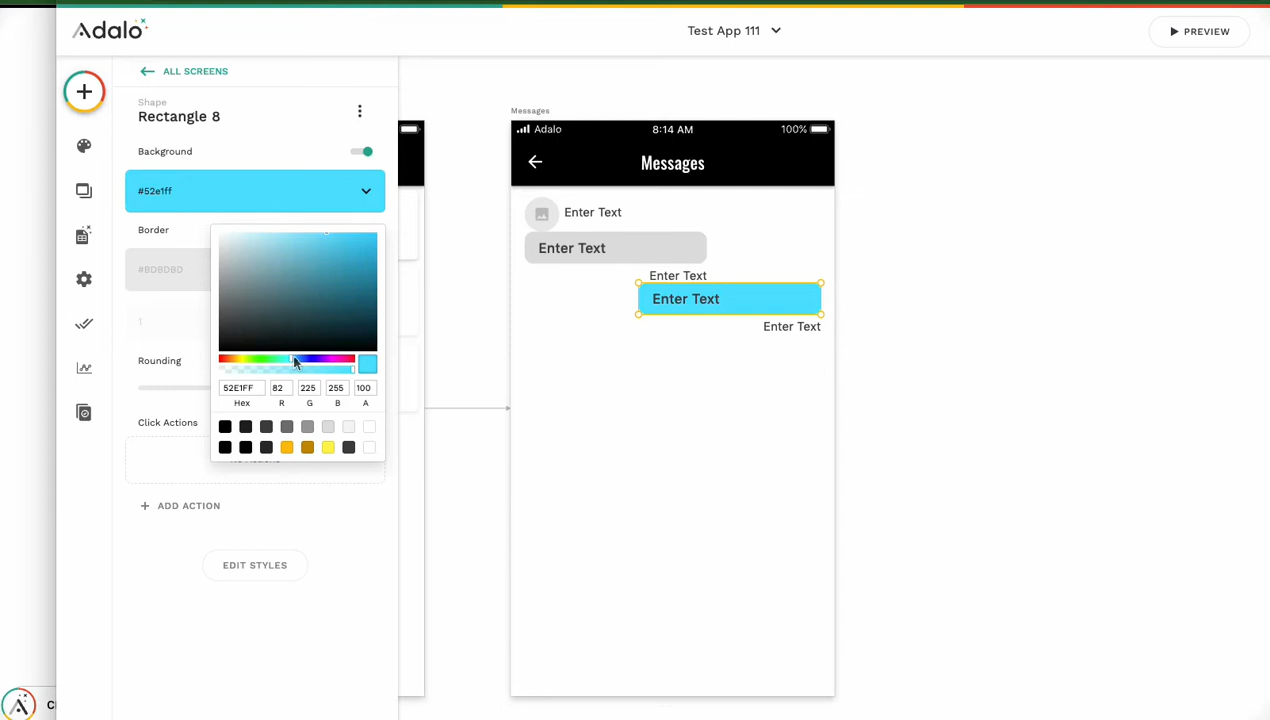 Adalo
Test App 111
PREVIEW
ALL SCREENS
Shape
Rectangle 8
Background
#52e1ff
Border
#BDBDBD
1
Rounding
Click Actions
52E1FF 82 225 255 100
Hex R G B A
ADD ACTION
EDIT STYLES
Messages
Adalo 8:14 AM 100%
Messages
Enter Text
Enter Text
Enter Text
Enter Text
Enter Text